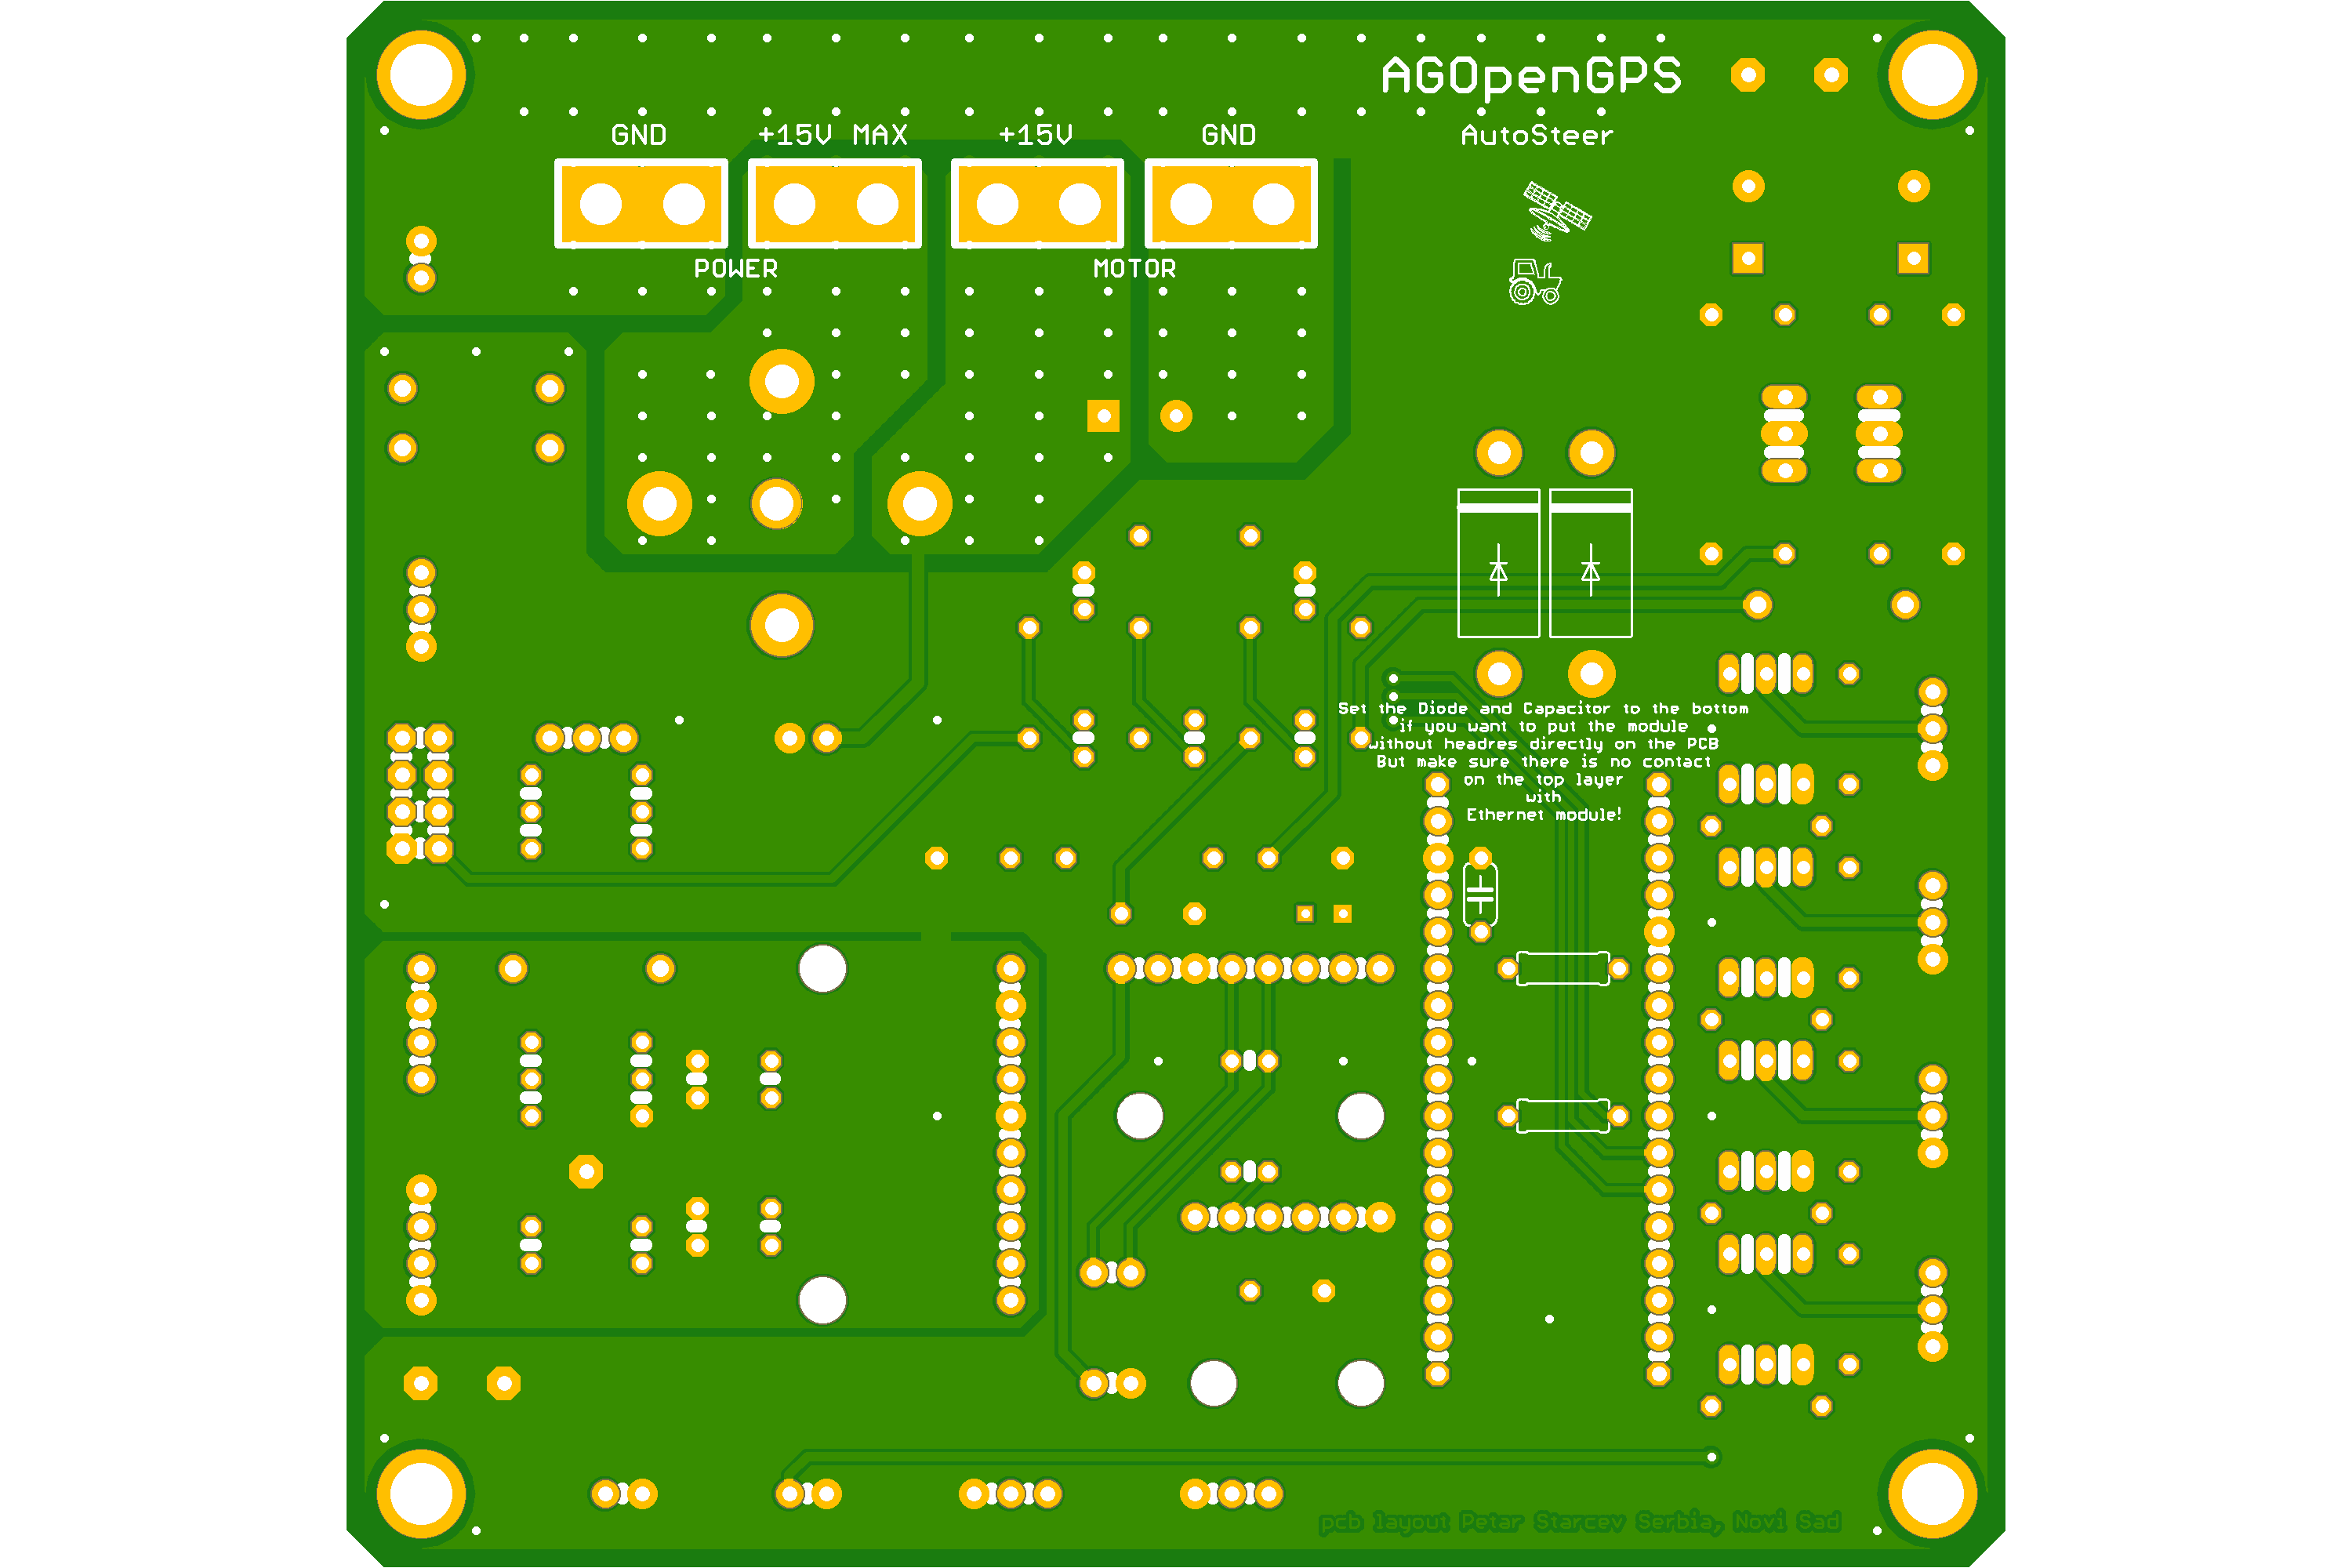 AGOpenGPS
GND
+15V MAX
+15V
GND
AutoSteer
POWER
MOTOR
Set the Diode and Capacitor to the bottom
if you want to put the module
without headres directly on the PCB
But make sure there is no contact
on the top layer
with
Ethernet module!
pcb layout Petar Starcev Serbia, Novi Sad